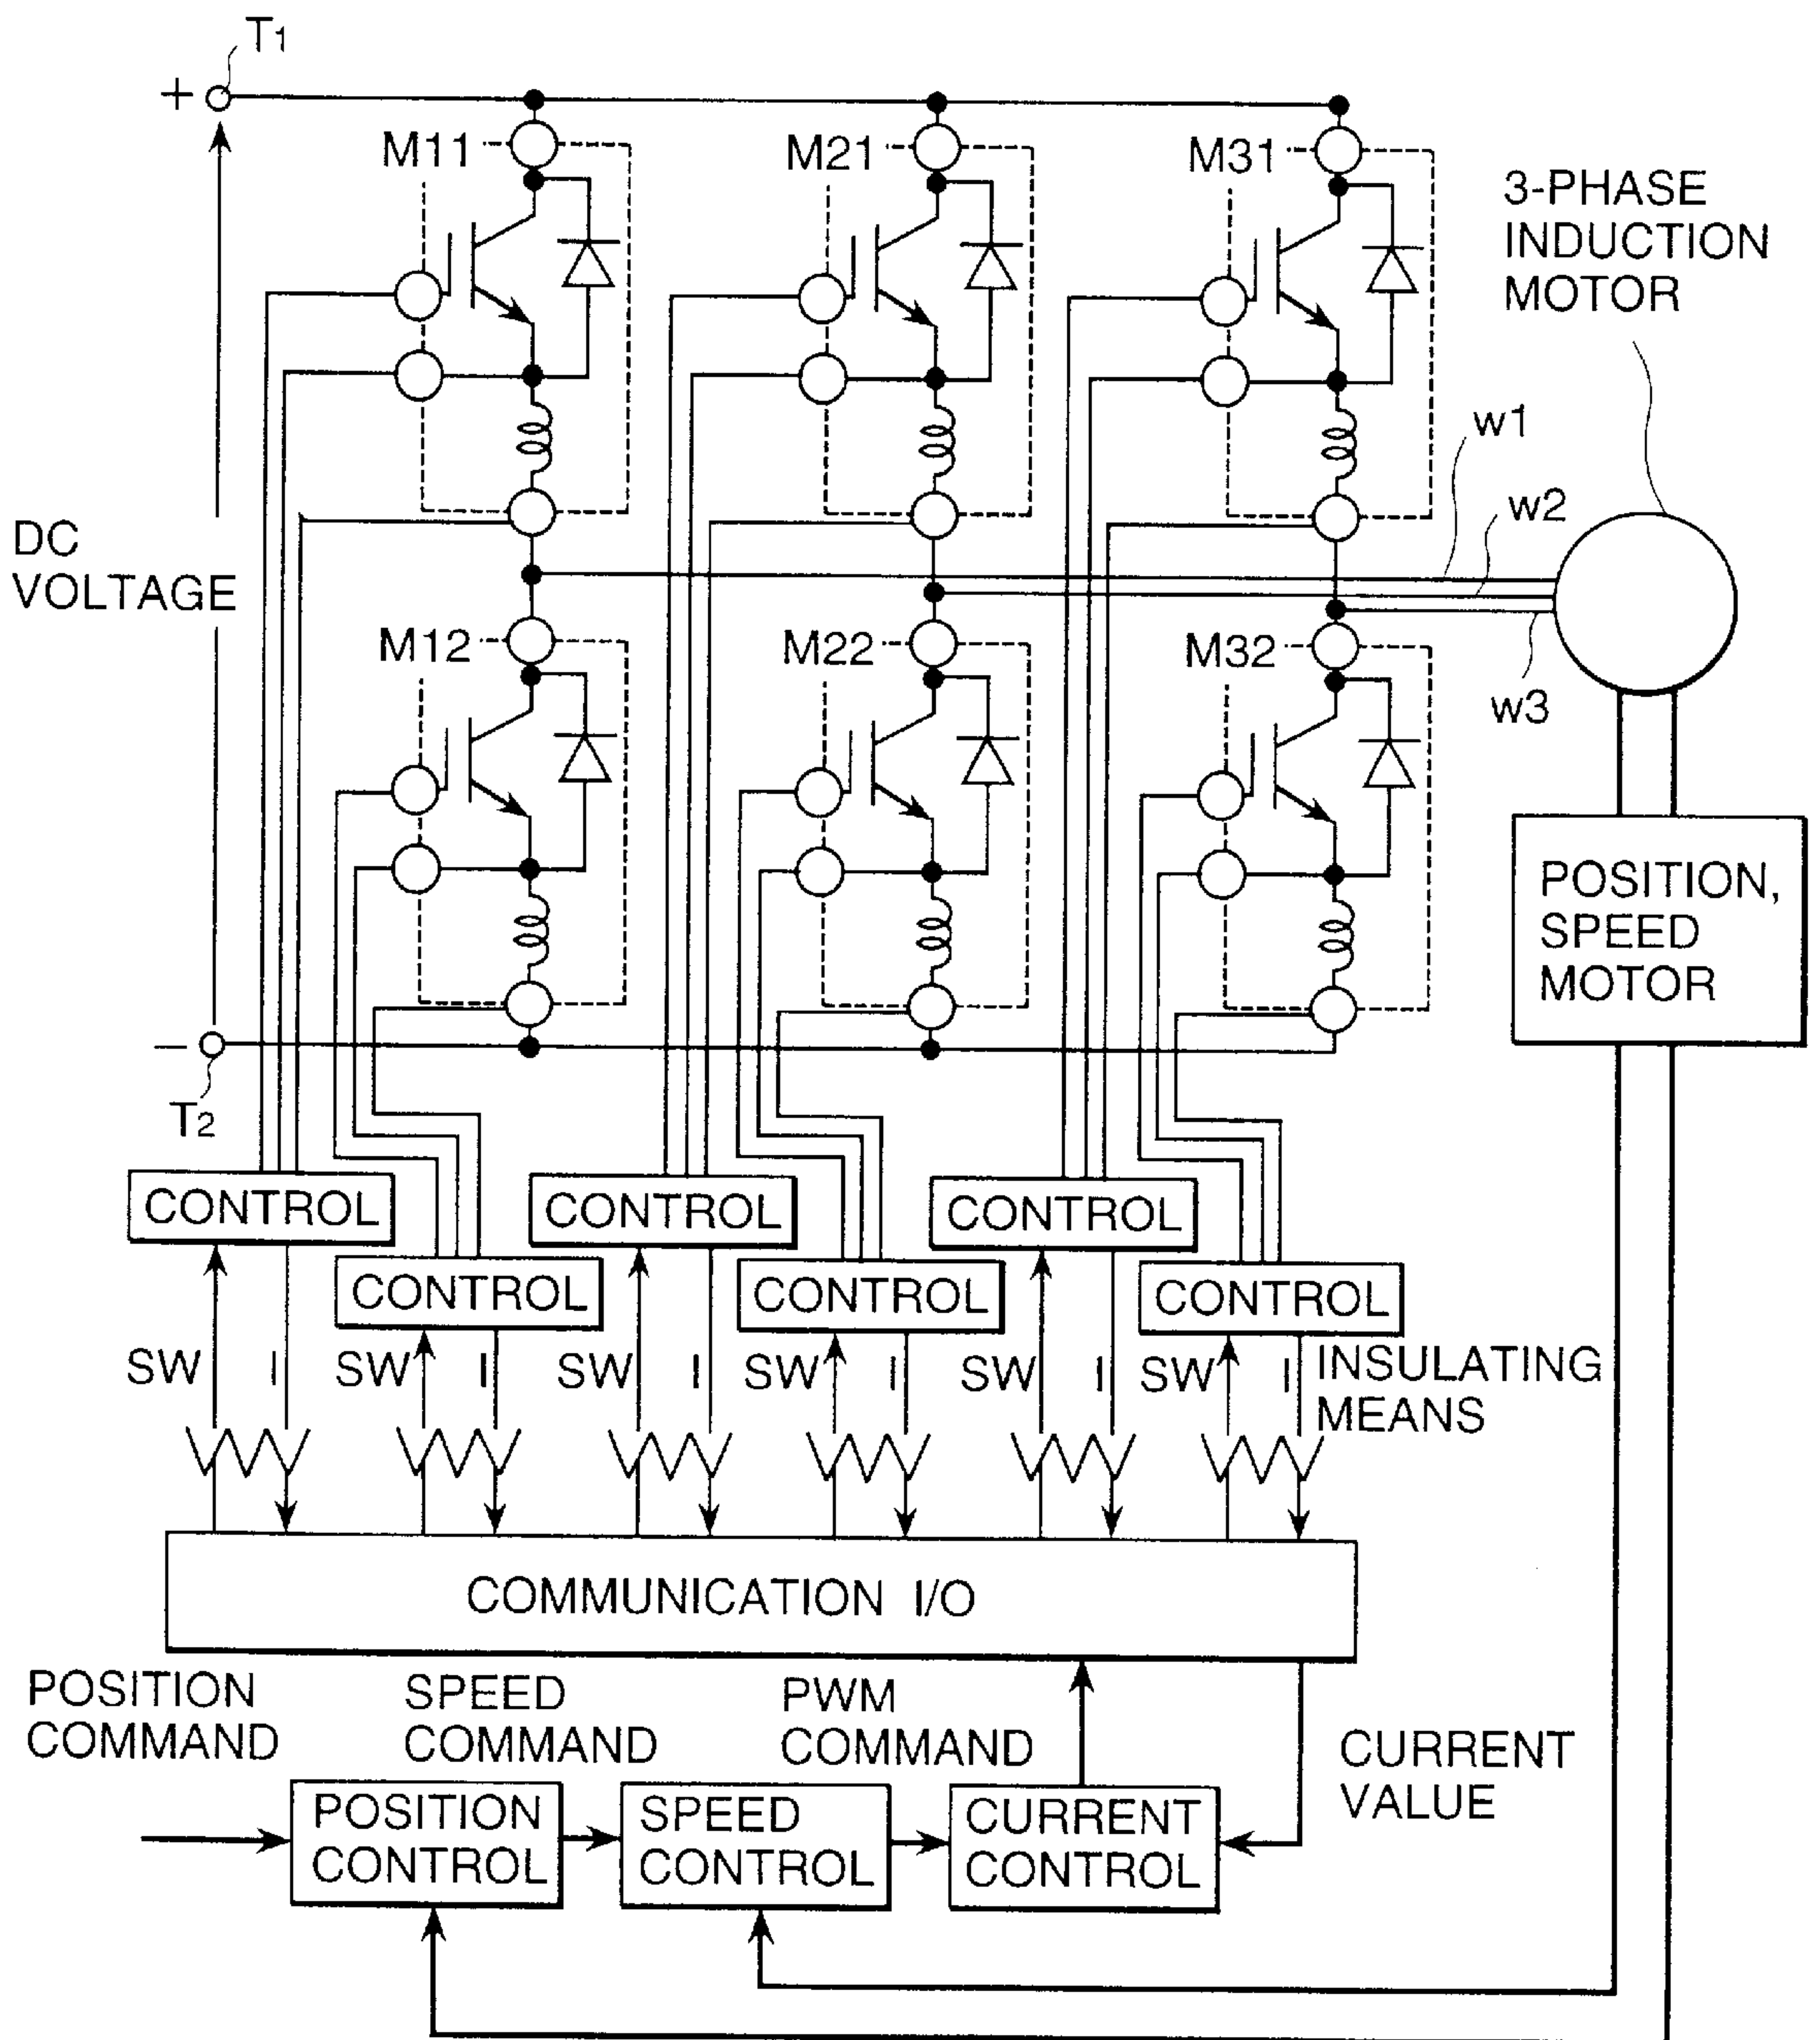 T1
+
M11
M21
M31
3-PHASE
INDUCTION
MOTOR
w1
w2
DC
VOLTAGE
M12
M22
M32
w3
POSITION,
SPEED
MOTOR
−
T2
CONTROL
CONTROL
CONTROL
CONTROL
CONTROL
CONTROL
SW I
SW I
SW I
SW I
SW I
SW I
INSULATING
MEANS
COMMUNICATION I/O
POSITION
COMMAND
SPEED
COMMAND
PWM
COMMAND
CURRENT
VALUE
POSITION
CONTROL
SPEED
CONTROL
CURRENT
CONTROL